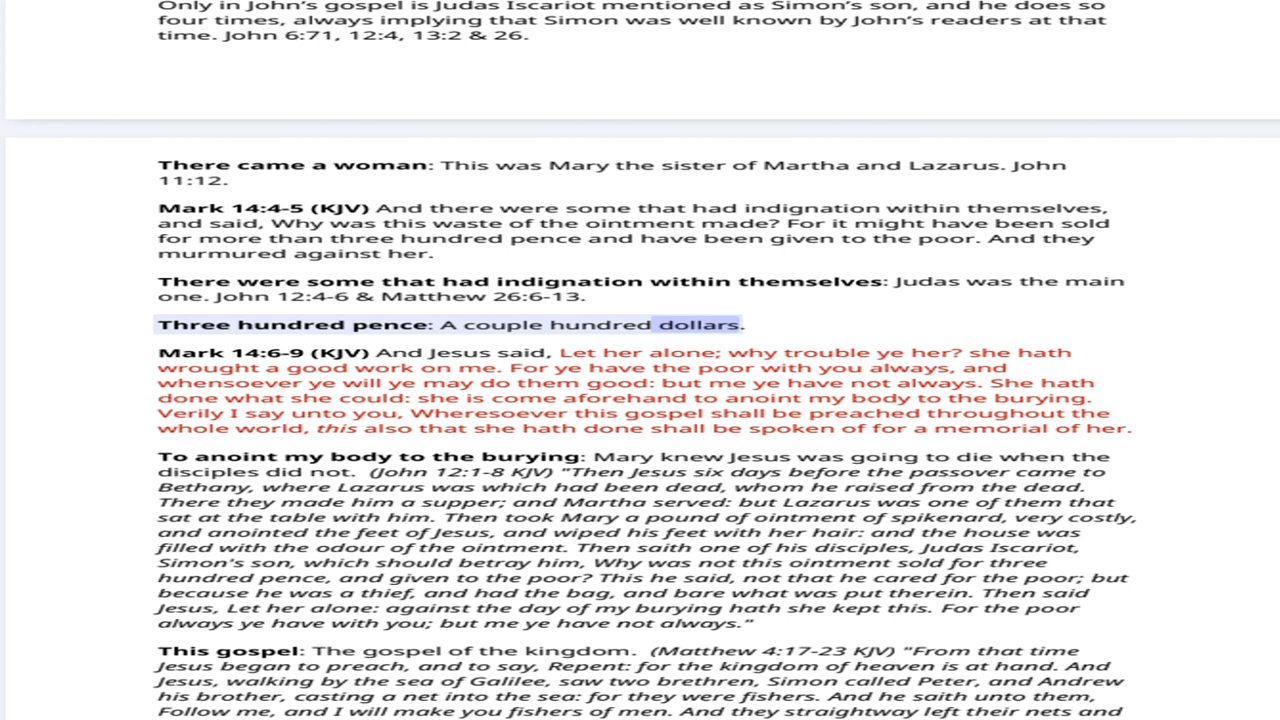 Only in John's gospel is Judas Iscariot mentioned as Simon's son, and he does so
four times, always implying that Simon was well known by John's readers at that
time. John 6:71, 12:4, 13:2 & 26.
There came a woman: This was Mary the sister of Martha and Lazarus. John
11:12.
Mark 14:4-5 (KJV) And there were some that had indignation within themselves,
and said, Why was this waste of the ointment made? For it might have been sold
for more than three hundred pence and have been given to the poor. And they
murmured against her.
There were some that had indignation within themselves: Judas was the main
one. John 12:4-6 & Matthew 26:6-13.
Three hundred pence: A couple hundred dollars.
Mark 14:6-9 (KJV) And Jesus said, Let her alone; why trouble ye her? she hath
wrought a good work on me. For ye have the poor with you always, and
whensoever ye will ye may do them good: but me ye have not always. She hath
done what she could: she is come aforehand to anoint my body to the burying.
Verily I say unto you, Wheresoever this gospel shall be preached throughout the
whole world, this also that she hath done shall be spoken of for a memorial of her.
To anoint my body to the burying: Mary knew Jesus was going to die when the
disciples did not. (John 12:1-8 KJV) "Then Jesus six days before the passover came to
Bethany, where Lazarus was which had been dead, whom he raised from the dead.
There they made him a supper; and Martha served: but Lazarus was one of them that
sat at the table with him. Then took Mary a pound of ointment of spikenard, very costly,
and anointed the feet of Jesus, and wiped his feet with her hair: and the house was
filled with the odour of the ointment. Then saith one of his disciples, Judas Iscariot,
Simon's son, which should betray him, Why was not this ointment sold for three
hundred pence, and given to the poor? This he said, not that he cared for the poor; but
because he was a thief, and had the bag, and bare what was put therein. Then said
Jesus, Let her alone: against the day of my burying hath she kept this. For the poor
always ye have with you; but me ye have not always."
This gospel: The gospel of the kingdom. (Matthew 4:17-23 KJV) "From that time
Jesus began to preach, and to say, Repent: for the kingdom of heaven is at hand. And
Jesus, walking by the sea of Galilee, saw two brethren, Simon called Peter, and Andrew
his brother, casting a net into the sea: for they were fishers. And he saith unto them,
Follow me, and I will make you fishers of men. And they straightway left their nets and